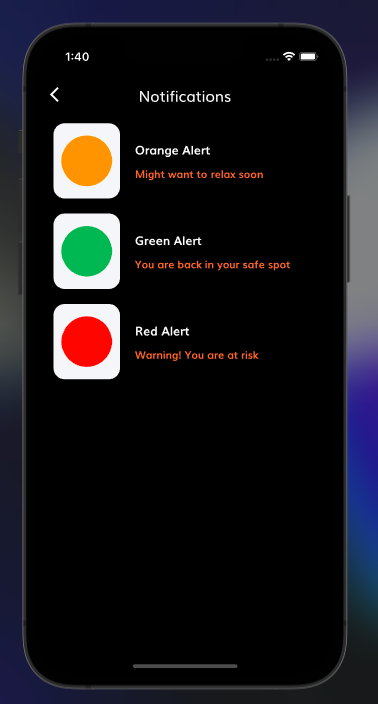 1:40
Notifications
Orange Alert
Might want to relax soon
Green Alert
You are back in your safe spot
Red Alert
Warning! You are at risk